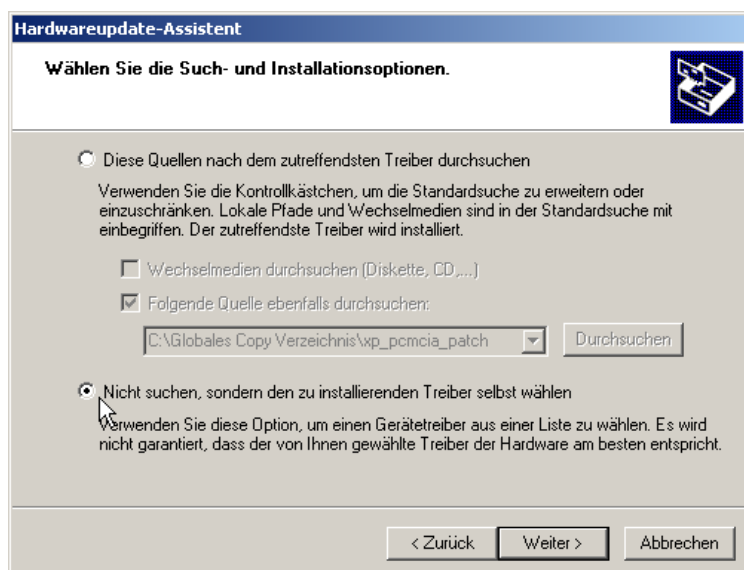 Hardwareupdate-Assistent
Wählen Sie die Such- und Installationsoptionen.
Diese Quellen nach dem zutreffendsten Treiber durchsuchen
Verwenden Sie die Kontrollkästchen, um die Standardsuche zu erweitern oder
einzuschränken. Lokale Pfade und Wechselmedien sind in der Standardsuche mit
einbegriffen. Der zutreffendste Treiber wird installiert.
Wechselmedien durchsuchen (Diskette, CD,...)
Folgende Quelle ebenfalls durchsuchen:
C:\Globales Copy Verzeichnis\xp_pcmcia_patch
Durchsuchen
Nicht suchen, sondern den zu installierenden Treiber selbst wählen
Verwenden Sie diese Option, um einen Gerätetreiber aus einer Liste zu wählen. Es wird
nicht garantiert, dass der von Ihnen gewählte Treiber der Hardware am besten entspricht.
< Zurück
Weiter >
Abbrechen